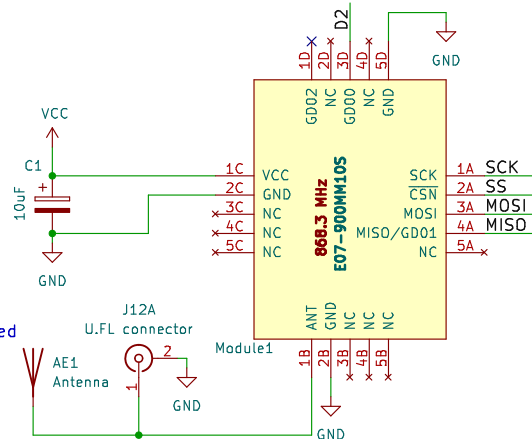 D2
1D 2D 3D 4D 5D
GD02 NC GD00 NC GND
GND
VCC
C1
+
10uF
GND
1C VCC
2C GND
3C NC
4C NC
5C NC
868.3 MHz
E07-900MM10S
SCK 1A SCK
CSN 2A SS
MOSI 3A MOSI
MISO/GD01 4A MISO
NC 5A
ANT GND NC NC NC
1B 2B 3B 4B 5B
Module1
GND
J12A
U.FL connector
2
1
GND
ed
AE1
Antenna